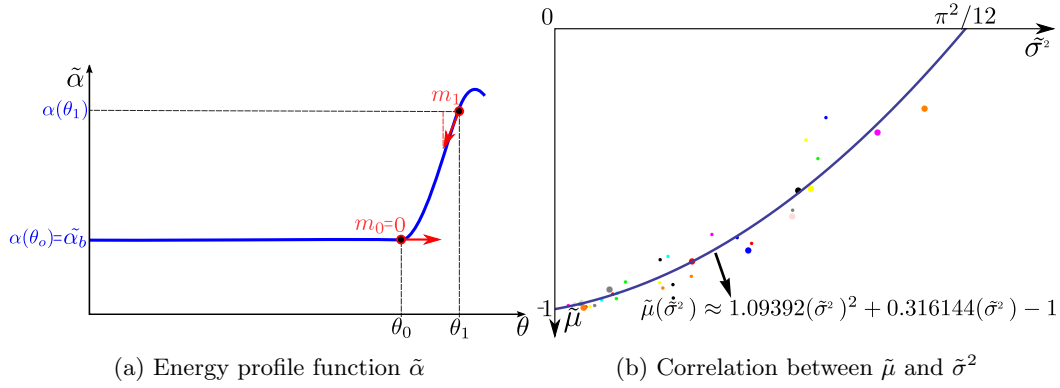 α̃
α(θ₁)
m₁
m₀=0
α(θₒ)=α̃_b
θ₀
θ₁
θ
(a) Energy profile function α̃
0
π²/12
σ̃²
-1
μ̃
μ̃(σ̃²) ≈ 1.09392(σ̃²)² + 0.316144(σ̃²) − 1
(b) Correlation between μ̃ and σ̃²